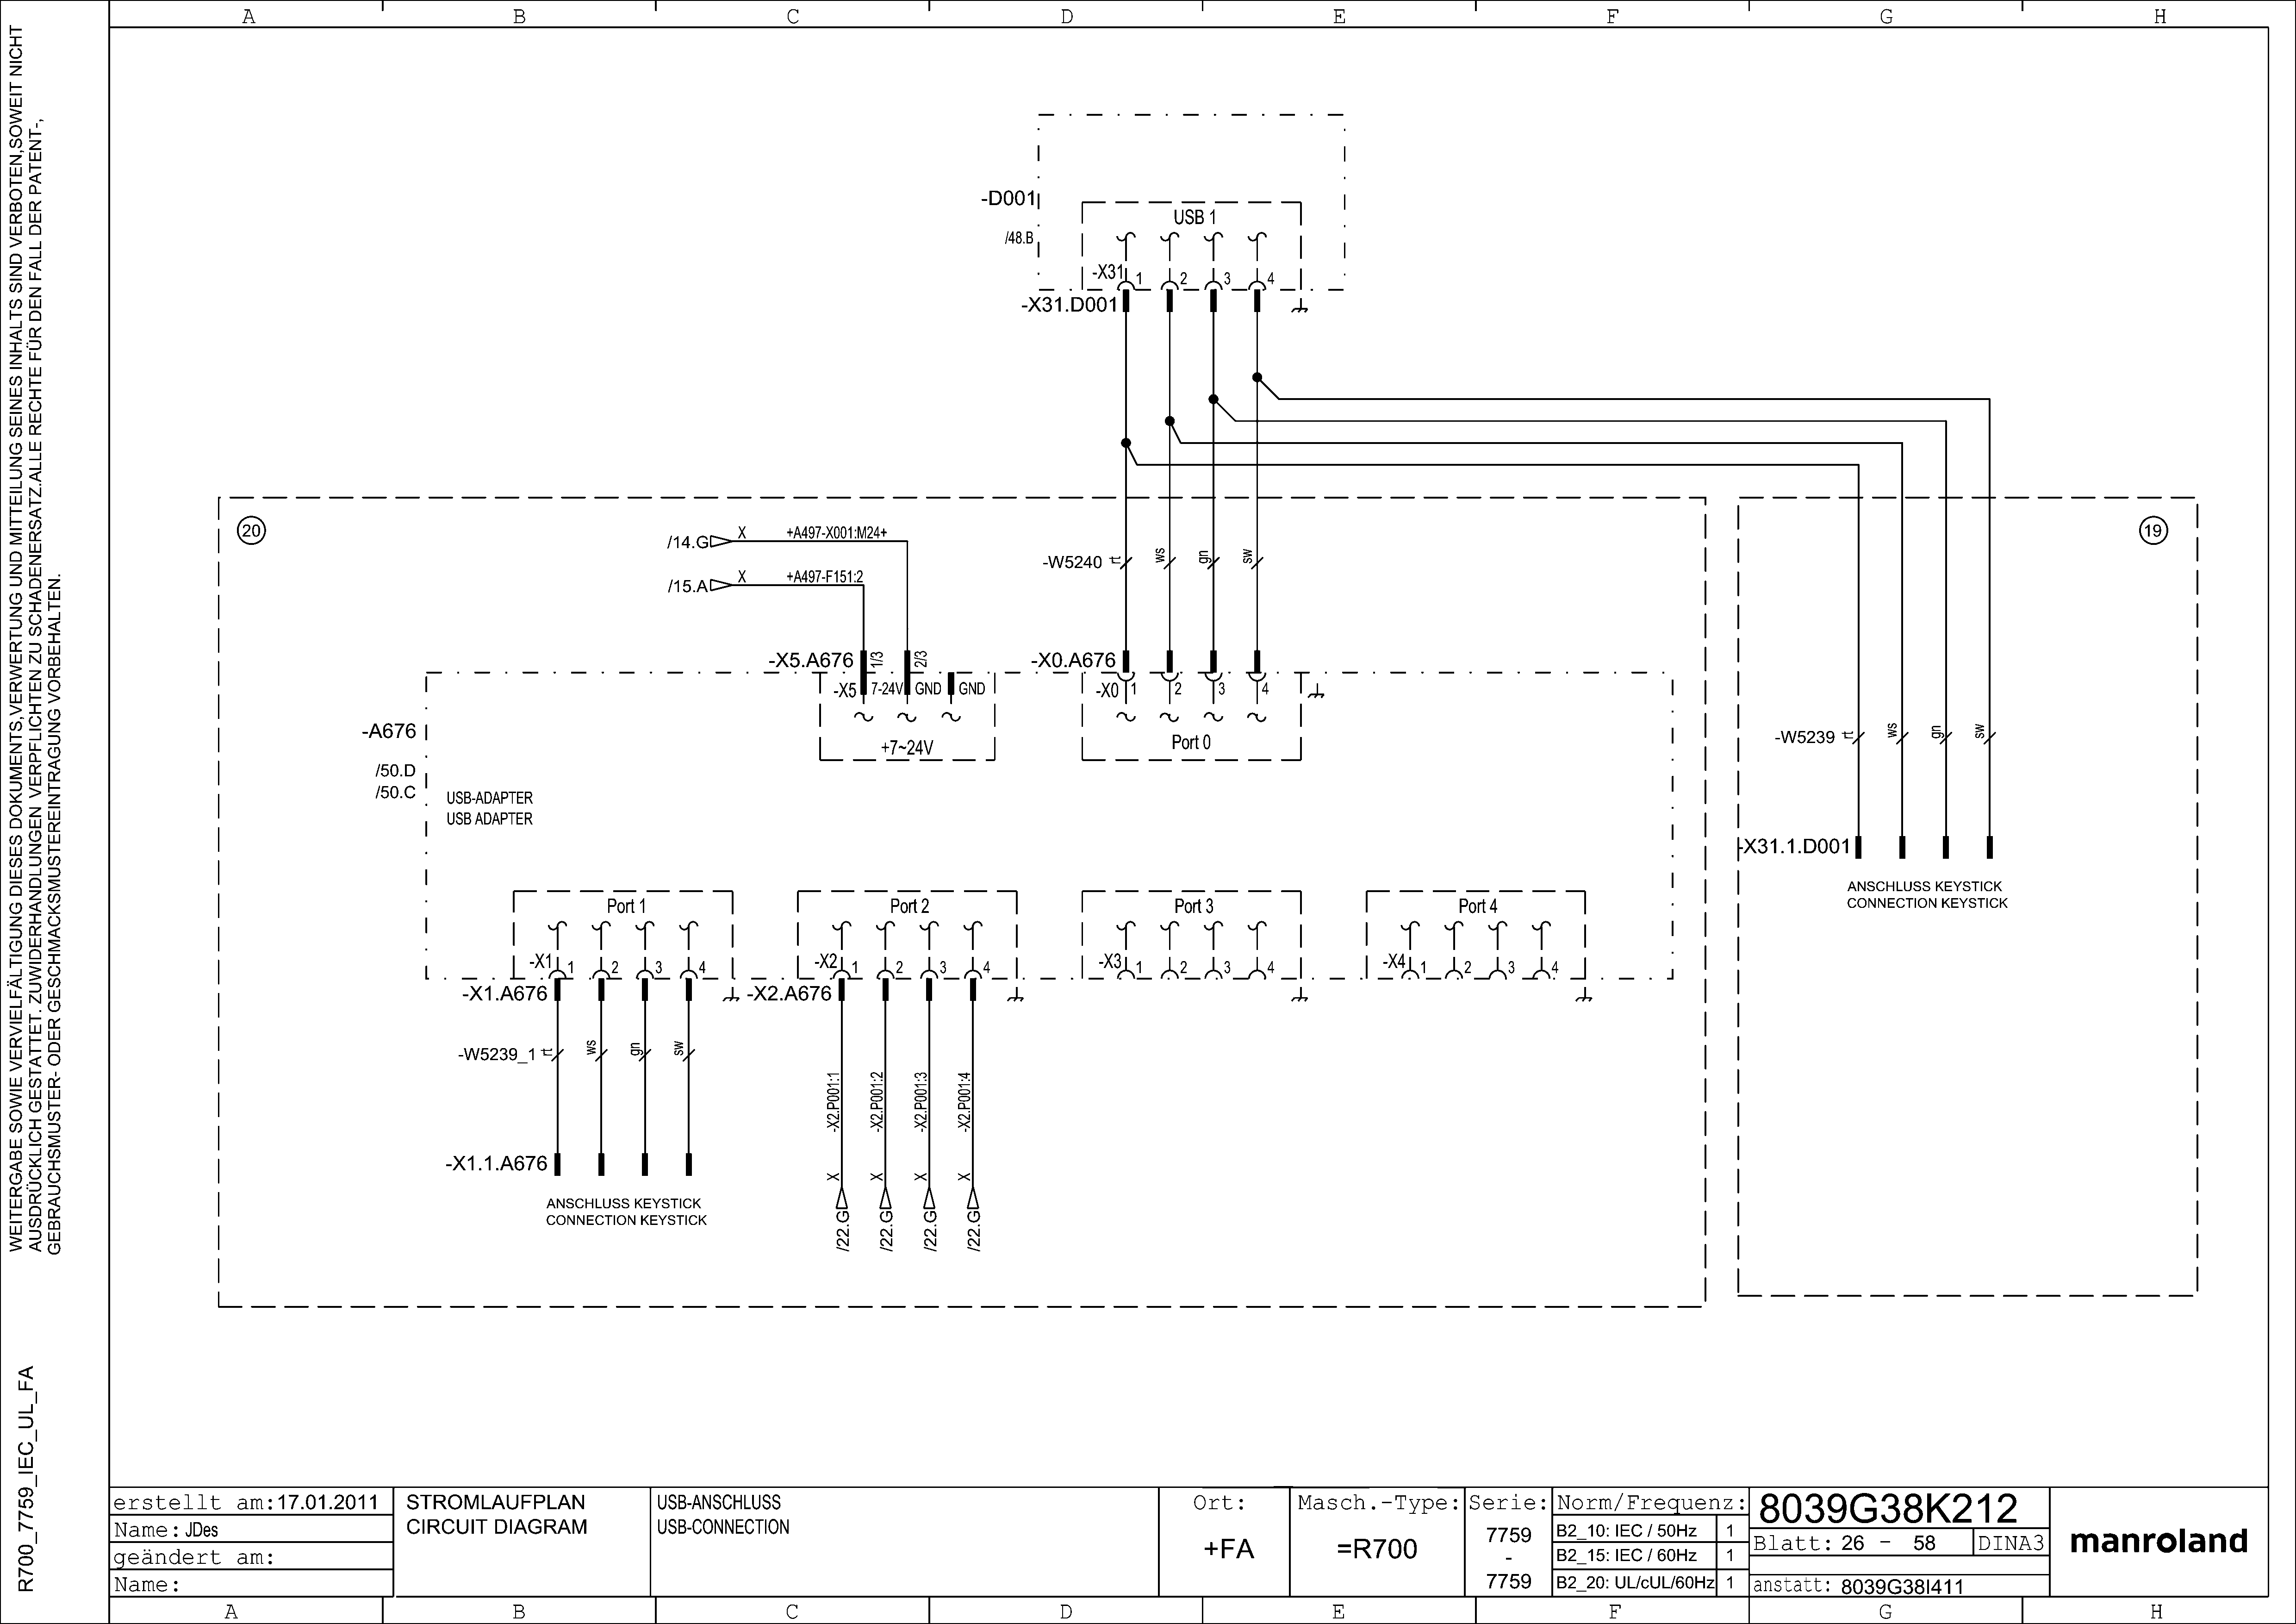 A B C D E F G H
WEITERGABE SOWIE VERVIELFÄLTIGUNG DIESES DOKUMENTS,VERWERTUNG UND MITTEILUNG SEINES INHALTS SIND VERBOTEN,SOWEIT NICHT
AUSDRÜCKLICH GESTATTET. ZUWIDERHANDLUNGEN VERPFLICHTEN ZU SCHADENERSATZ.ALLE RECHTE FÜR DEN FALL DER PATENT-,
GEBRAUCHSMUSTER- ODER GESCHMACKSMUSTEREINTRAGUNG VORBEHALTEN.
R700_7759_IEC_UL_FA
-D001
/48.B
USB 1
-X31 1 2 3 4
-X31.D001
20
19
/14.G X +A497-X001:M24+
/15.A X +A497-F151:2
-W5240 rt ws gn sw
-X5.A676 1/3 2/3
-X0.A676
-X5 7-24V GND GND
-X0 1 2 3 4
+7~24V
Port 0
-A676
/50.D
/50.C
USB-ADAPTER
USB ADAPTER
-W5239 rt ws gn sw
-X31.1.D001
ANSCHLUSS KEYSTICK
CONNECTION KEYSTICK
Port 1 Port 2 Port 3 Port 4
-X1 1 2 3 4
-X2 1 2 3 4
-X3 1 2 3 4
-X4 1 2 3 4
-X1.A676
-X2.A676
-W5239_1 rt ws gn sw
-X2.P001:1 -X2.P001:2 -X2.P001:3 -X2.P001:4
X X X X
/22.G /22.G /22.G /22.G
-X1.1.A676
ANSCHLUSS KEYSTICK
CONNECTION KEYSTICK
erstellt am: 17.01.2011
Name: JDes
geändert am:
Name:
STROMLAUFPLAN
CIRCUIT DIAGRAM
USB-ANSCHLUSS
USB-CONNECTION
Ort:
+FA
Masch.-Type:
=R700
Serie:
7759
-
7759
Norm/Frequenz:
B2_10: IEC / 50Hz 1
B2_15: IEC / 60Hz 1
B2_20: UL/cUL/60Hz 1
8039G38K212
Blatt: 26 - 58 DINA3
anstatt: 8039G38I411
manroland
A B C D E F G H